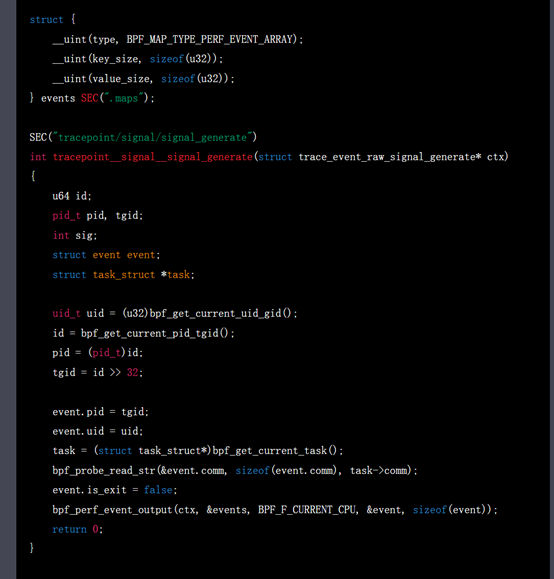 struct {
    __uint(type, BPF_MAP_TYPE_PERF_EVENT_ARRAY);
    __uint(key_size, sizeof(u32));
    __uint(value_size, sizeof(u32));
} events SEC(".maps");

SEC("tracepoint/signal/signal_generate")
int tracepoint__signal__signal_generate(struct trace_event_raw_signal_generate* ctx)
{
    u64 id;
    pid_t pid, tgid;
    int sig;
    struct event event;
    struct task_struct *task;

    uid_t uid = (u32)bpf_get_current_uid_gid();
    id = bpf_get_current_pid_tgid();
    pid = (pid_t)id;
    tgid = id >> 32;

    event.pid = tgid;
    event.uid = uid;
    task = (struct task_struct*)bpf_get_current_task();
    bpf_probe_read_str(&event.comm, sizeof(event.comm), task->comm);
    event.is_exit = false;
    bpf_perf_event_output(ctx, &events, BPF_F_CURRENT_CPU, &event, sizeof(event));
    return 0;
}